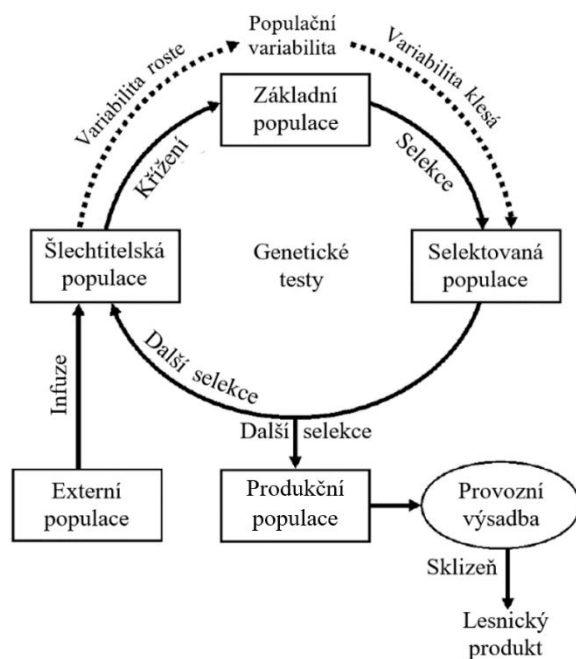 Populační
variabilita
Variabilita roste
Variabilita klesá
Základní
populace
Křížení
Selekce
Šlechtitelská
populace
Genetické
testy
Selektovaná
populace
Další selekce
Infuze
Další selekce
Externí
populace
Produkční
populace
Provozní
výsadba
Sklizeň
Lesnický
produkt